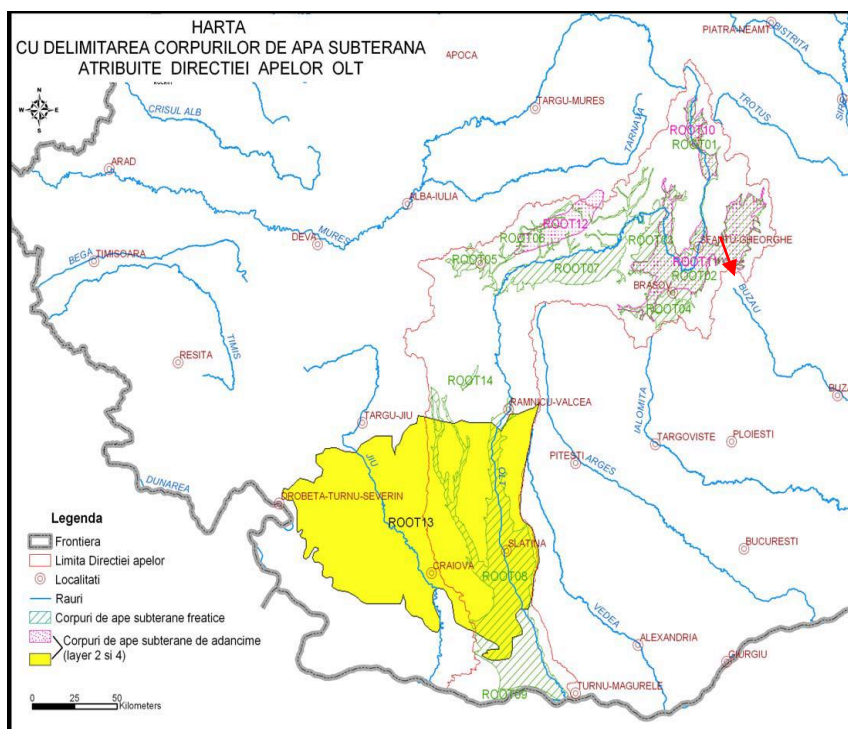 HARTA
CU DELIMITAREA CORPURILOR DE APA SUBTERANA
ATRIBUITE DIRECTIEI APELOR OLT
APOCA
PIATRA-NEAMT
BISTRITA
N
W E
S
CRISUL ALB
TARGU-MURES
TARNAVA
TROTUS
SIRE
ROOT10
ROOT01
ARAD
ALBA-IULIA
ROOT12
ROOT06
DEVA
MURES
SFANTU-GHEORGHE
BEGA
TIMISOARA
ROOT05
ROOT07
ROOT03
ROOT11
ROOT02
BRASOV
BUZAU
ROOT04
TIMIS
RESITA
ROOT14
IALOMITA
BUZA
RAMNICU-VALCEA
TARGU-JIU
TARGOVISTE
PLOIESTI
PITESTI
ARGES
JIU
OLT
DUNAREA
DROBETA-TURNU-SEVERIN
ROOT13
Legenda
Frontiera
Limita Directiei apelor
Localitati
Rauri
Corpuri de ape subterane freatice
Corpuri de ape subterane de adancime
(layer 2 si 4)
SLATINA
BUCURESTI
CRAIOVA
ROOT08
VEDEA
ALEXANDRIA
GIURGIU
ROOT09
TURNU-MAGURELE
0 25 50
Kilometers